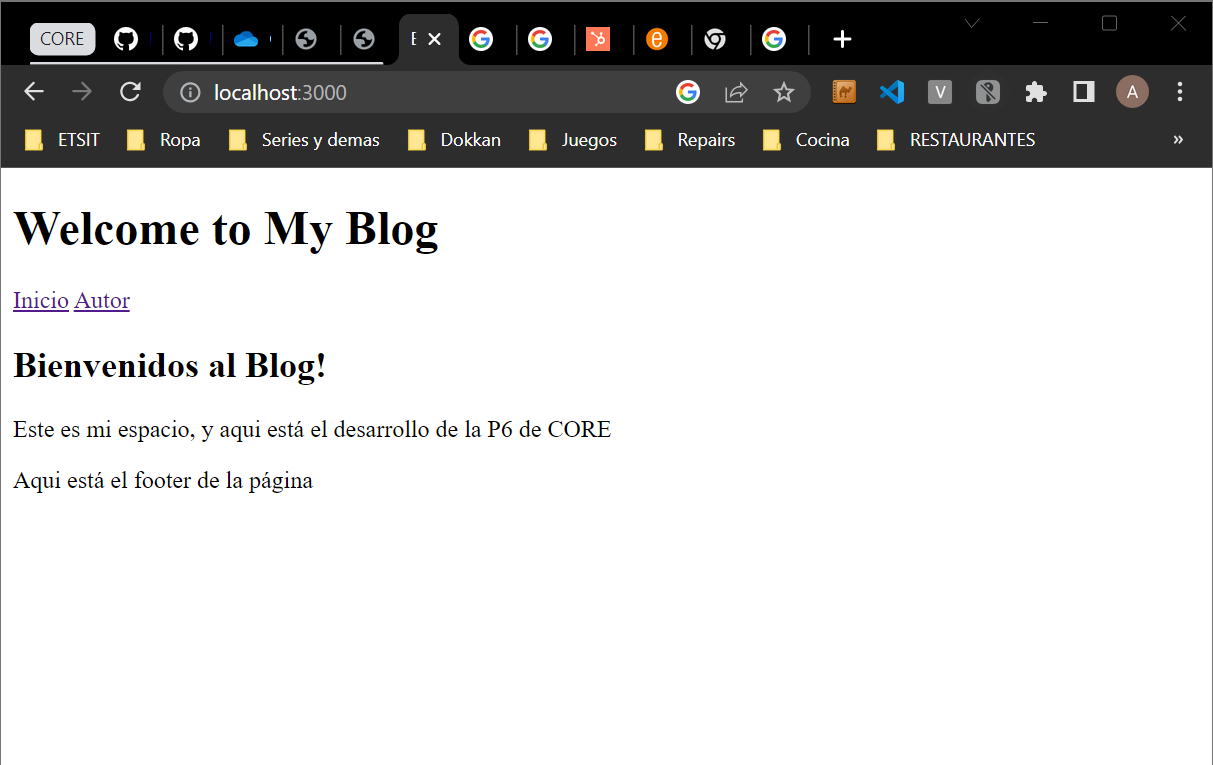 CORE
E
localhost:3000
V
A
ETSIT Ropa Series y demas Dokkan Juegos Repairs Cocina RESTAURANTES »
Welcome to My Blog
Inicio Autor
Bienvenidos al Blog!
Este es mi espacio, y aqui está el desarrollo de la P6 de CORE
Aqui está el footer de la página